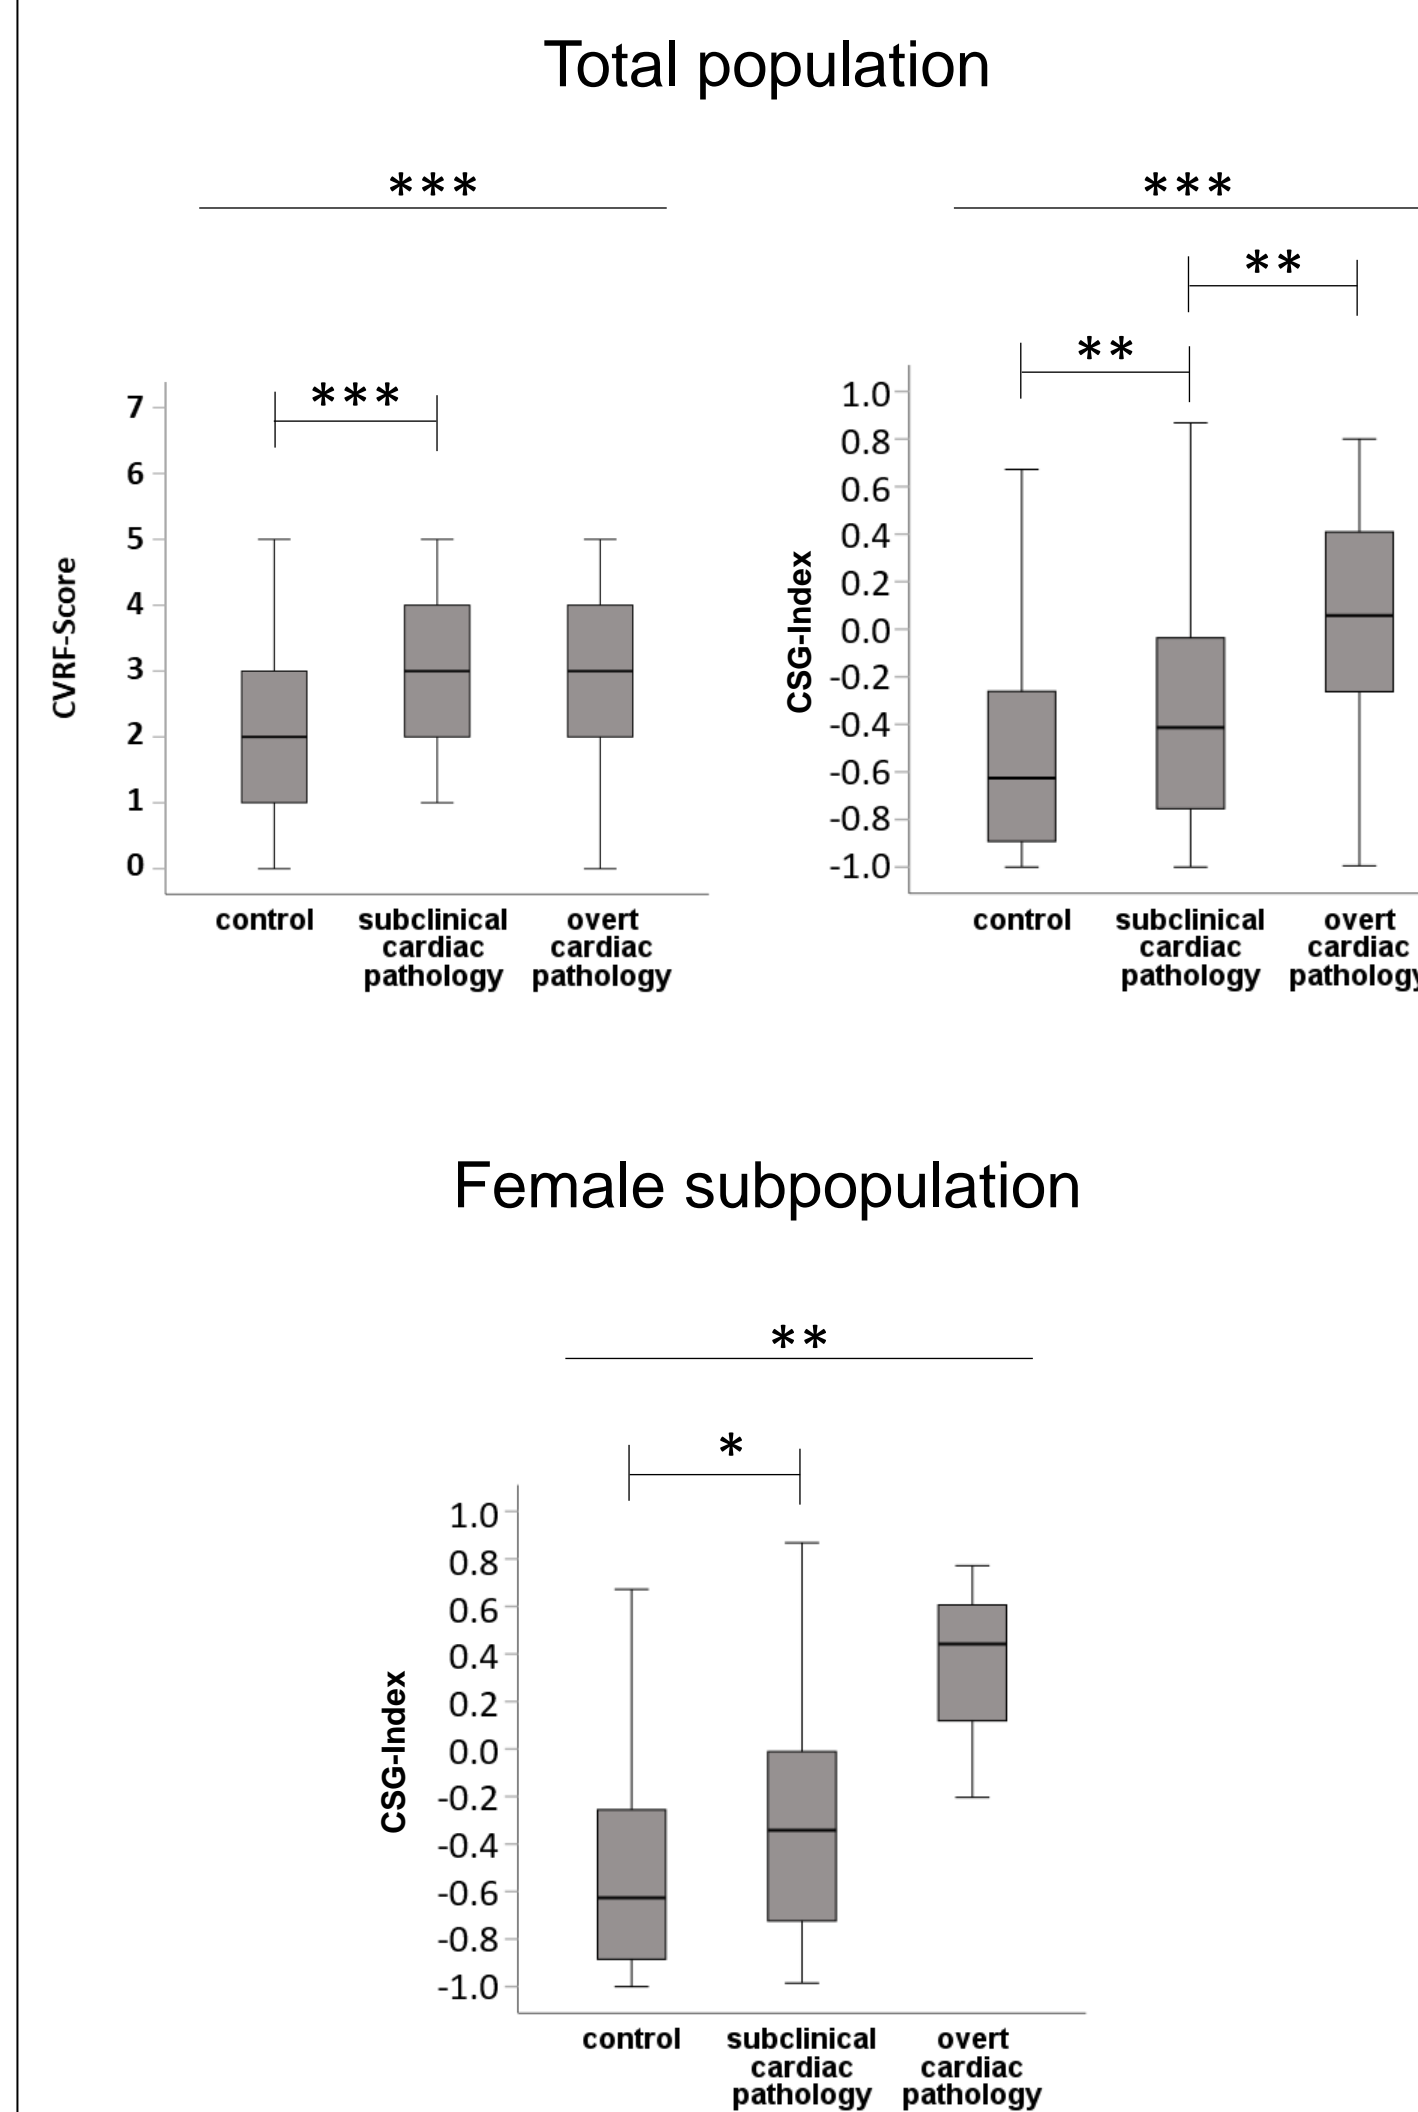 Total population
***
***
7
6
5
4
3
2
1
0
CVRF-Score
control
subclinical
cardiac
pathology
overt
cardiac
pathology
***
**
**
1.0
0.8
0.6
0.4
0.2
0.0
-0.2
-0.4
-0.6
-0.8
-1.0
CSG-Index
control
subclinical
cardiac
pathology
overt
cardiac
pathology
Female subpopulation
**
*
1.0
0.8
0.6
0.4
0.2
0.0
-0.2
-0.4
-0.6
-0.8
-1.0
CSG-Index
control
subclinical
cardiac
pathology
overt
cardiac
pathology